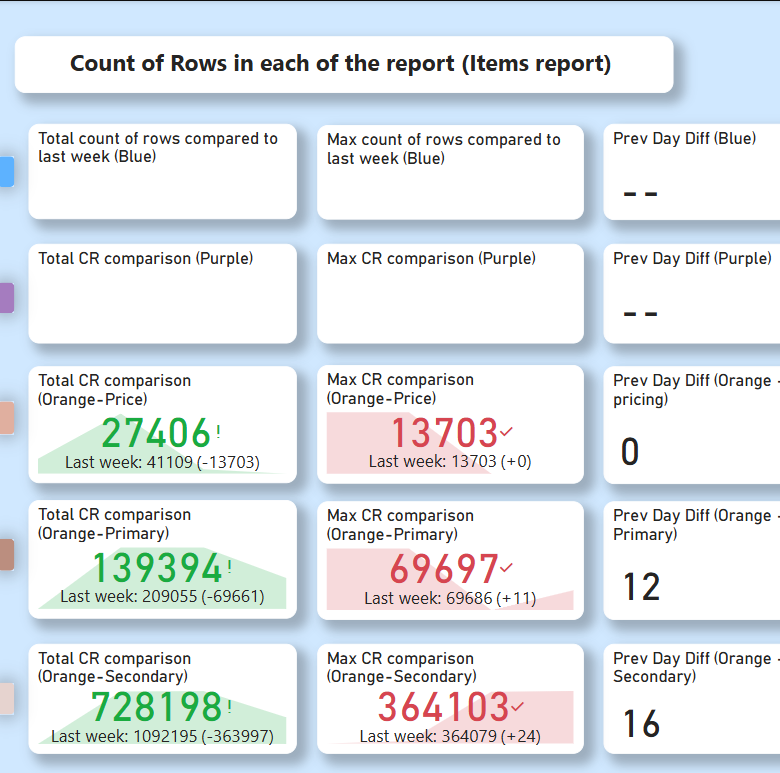 Count of Rows in each of the report (Items report)
Total count of rows compared to
last week (Blue)
Max count of rows compared to
last week (Blue)
Prev Day Diff (Blue)
--
Total CR comparison (Purple)
Max CR comparison (Purple)
Prev Day Diff (Purple)
--
Total CR comparison
(Orange-Price)
27406!
Last week: 41109 (-13703)
Max CR comparison
(Orange-Price)
13703
Last week: 13703 (+0)
Prev Day Diff (Orange -
pricing)
0
Total CR comparison
(Orange-Primary)
139394!
Last week: 209055 (-69661)
Max CR comparison
(Orange-Primary)
69697
Last week: 69686 (+11)
Prev Day Diff (Orange -
Primary)
12
Total CR comparison
(Orange-Secondary)
728198!
Last week: 1092195 (-363997)
Max CR comparison
(Orange-Secondary)
364103
Last week: 364079 (+24)
Prev Day Diff (Orange -
Secondary)
16